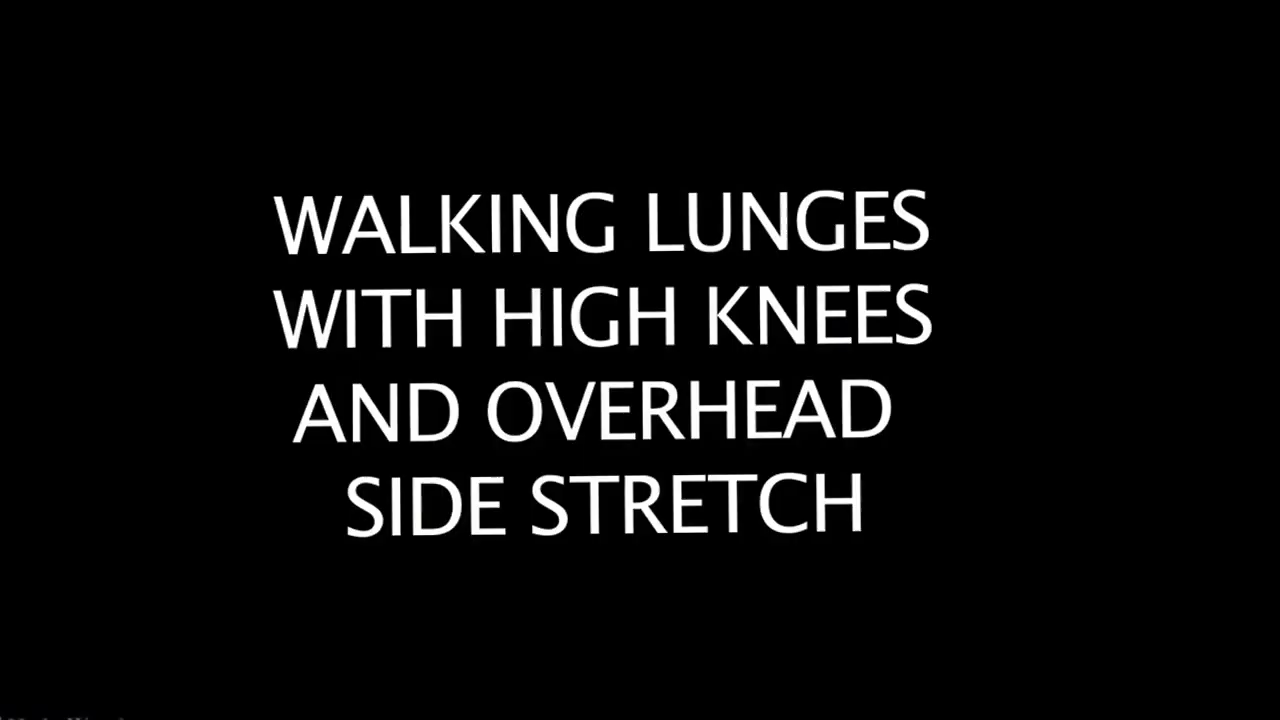 WALKING LUNGES
WITH HIGH KNEES
AND OVERHEAD
SIDE STRETCH